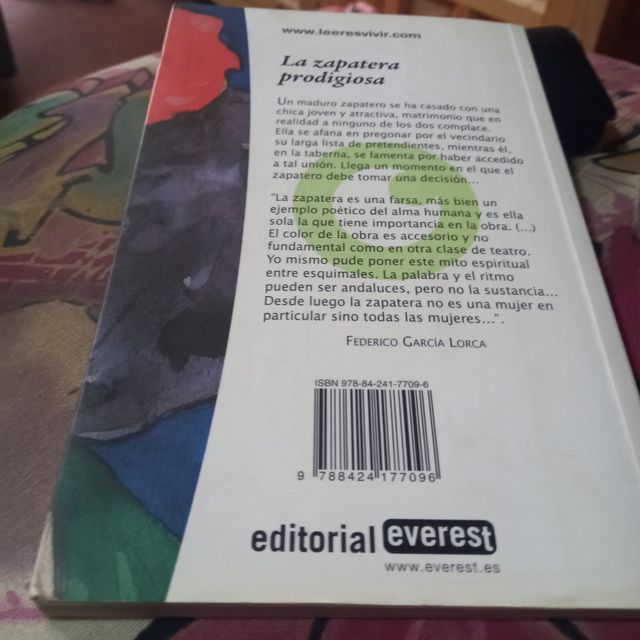 www.leeresvivir.com
La zapatera
prodigiosa
Un maduro zapatero se ha casado con una
chica joven y atractiva, matrimonio que en
realidad a ninguno de los dos complace.
Ella se afana en pregonar por el vecindario
su larga lista de pretendientes, mientras él,
en la taberna, se lamenta por haber accedido
a tal unión. Llega un momento en el que el
zapatero debe tomar una decisión...
"La zapatera es una farsa, más bien un
ejemplo poético del alma humana y es ella
sola la que tiene importancia en la obra. (...)
El color de la obra es accesorio y no
fundamental como en otra clase de teatro.
Yo mismo pude poner este mito espiritual
entre esquimales. La palabra y el ritmo
pueden ser andaluces, pero no la sustancia...
Desde luego la zapatera no es una mujer en
particular sino todas las mujeres...".
FEDERICO GARCÍA LORCA
ISBN 978-84-241-7709-6
9 788424 177096
editorial everest
www.everest.es